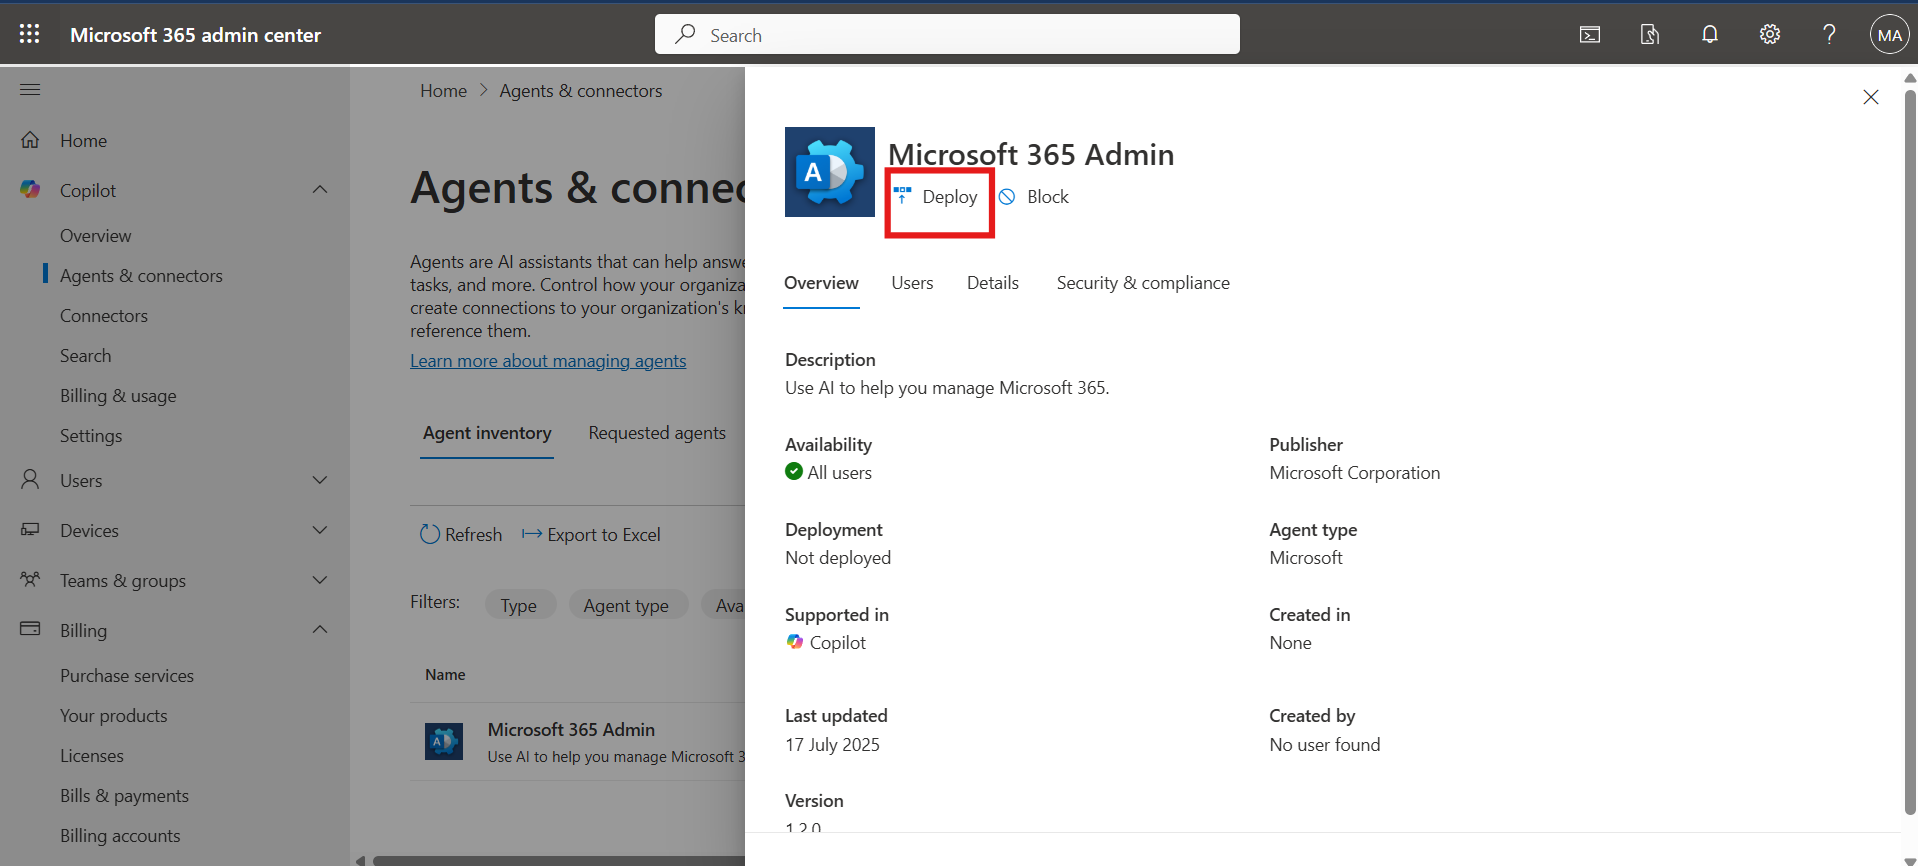 Microsoft 365 admin center
Search
MA
Home
Copilot
Overview
Agents & connectors
Connectors
Search
Billing & usage
Settings
Users
Devices
Teams & groups
Billing
Purchase services
Your products
Licenses
Bills & payments
Billing accounts
Home > Agents & connectors
Agents & connec
Agents are AI assistants that can help answe
tasks, and more. Control how your organiza
create connections to your organization's k
reference them.
Learn more about managing agents
Agent inventory Requested agents
Refresh Export to Excel
Filters: Type Agent type Ava
Name
A
Microsoft 365 Admin
Use AI to help you manage Microsoft 3
A
Microsoft 365 Admin
Deploy Block
Overview Users Details Security & compliance
Description
Use AI to help you manage Microsoft 365.
Availability
All users
Publisher
Microsoft Corporation
Deployment
Not deployed
Agent type
Microsoft
Supported in
Copilot
Created in
None
Last updated
17 July 2025
Created by
No user found
Version
1.2.0